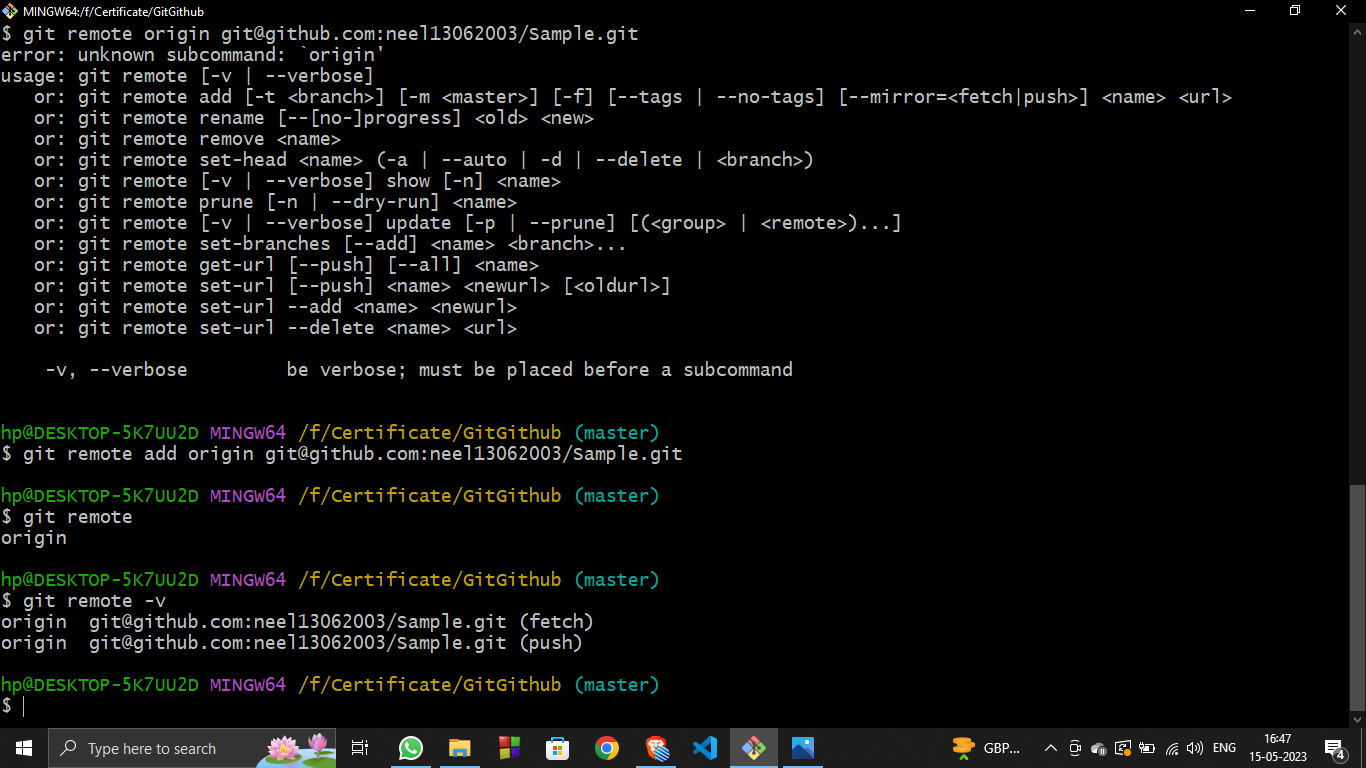 MINGW64:/f/Certificate/GitGithub
$ git remote origin git@github.com:neel13062003/Sample.git
error: unknown subcommand: `origin'
usage: git remote [-v | --verbose]
   or: git remote add [-t <branch>] [-m <master>] [-f] [--tags | --no-tags] [--mirror=<fetch|push>] <name> <url>
   or: git remote rename [--[no-]progress] <old> <new>
   or: git remote remove <name>
   or: git remote set-head <name> (-a | --auto | -d | --delete | <branch>)
   or: git remote [-v | --verbose] show [-n] <name>
   or: git remote prune [-n | --dry-run] <name>
   or: git remote [-v | --verbose] update [-p | --prune] [(<group> | <remote>)...]
   or: git remote set-branches [--add] <name> <branch>...
   or: git remote get-url [--push] [--all] <name>
   or: git remote set-url [--push] <name> <newurl> [<oldurl>]
   or: git remote set-url --add <name> <newurl>
   or: git remote set-url --delete <name> <url>
    -v, --verbose         be verbose; must be placed before a subcommand
hp@DESKTOP-5K7UU2D MINGW64 /f/Certificate/GitGithub (master)
$ git remote add origin git@github.com:neel13062003/Sample.git
hp@DESKTOP-5K7UU2D MINGW64 /f/Certificate/GitGithub (master)
$ git remote
origin
hp@DESKTOP-5K7UU2D MINGW64 /f/Certificate/GitGithub (master)
$ git remote -v
origin  git@github.com:neel13062003/Sample.git (fetch)
origin  git@github.com:neel13062003/Sample.git (push)
hp@DESKTOP-5K7UU2D MINGW64 /f/Certificate/GitGithub (master)
$
Type here to search
GBP...
ENG
16:47
15-05-2023
4